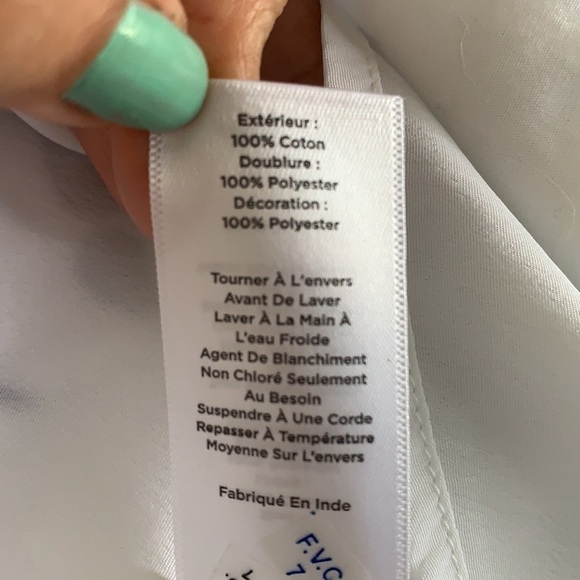 Extérieur :
100% Coton
Doublure :
100% Polyester
Décoration :
100% Polyester
Tourner À L'envers
Avant De Laver
Laver À La Main À
L'eau Froide
Agent De Blanchiment
Non Chloré Seulement
Au Besoin
Suspendre À Une Corde
Repasser À Température
Moyenne Sur L'envers
Fabriqué En Inde
F.V.C
7